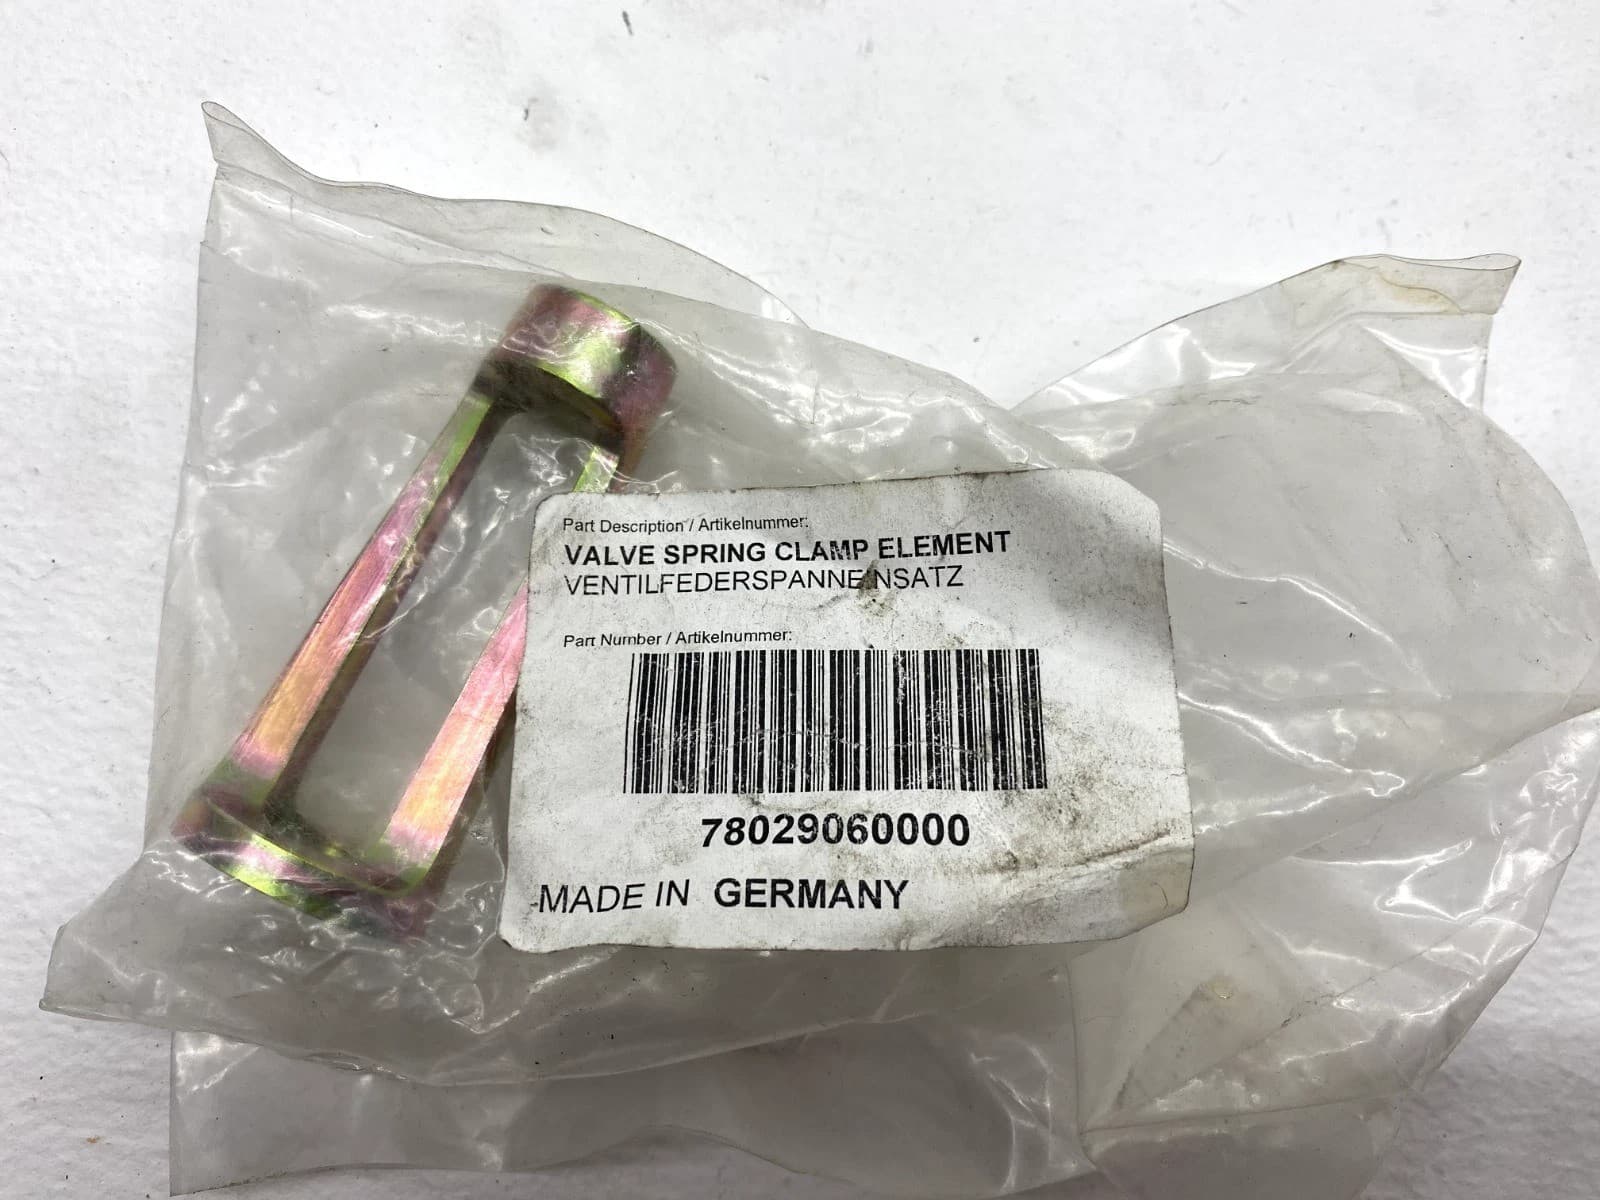 Part Description / Artikelnummer:
VALVE SPRING CLAMP ELEMENT
VENTILFEDERSPANNEINSATZ
Part Number / Artikelnummer:
78029060000
MADE IN GERMANY